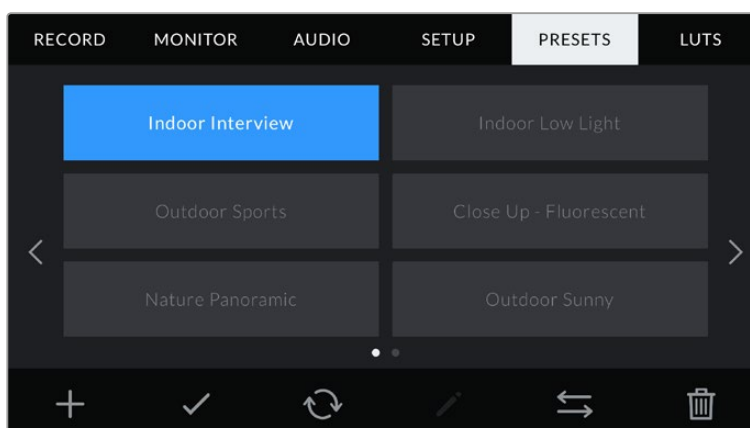 RECORD MONITOR AUDIO SETUP PRESETS LUTS
Indoor Interview Indoor Low Light
Outdoor Sports Close Up - Fluorescent
Nature Panoramic Outdoor Sunny